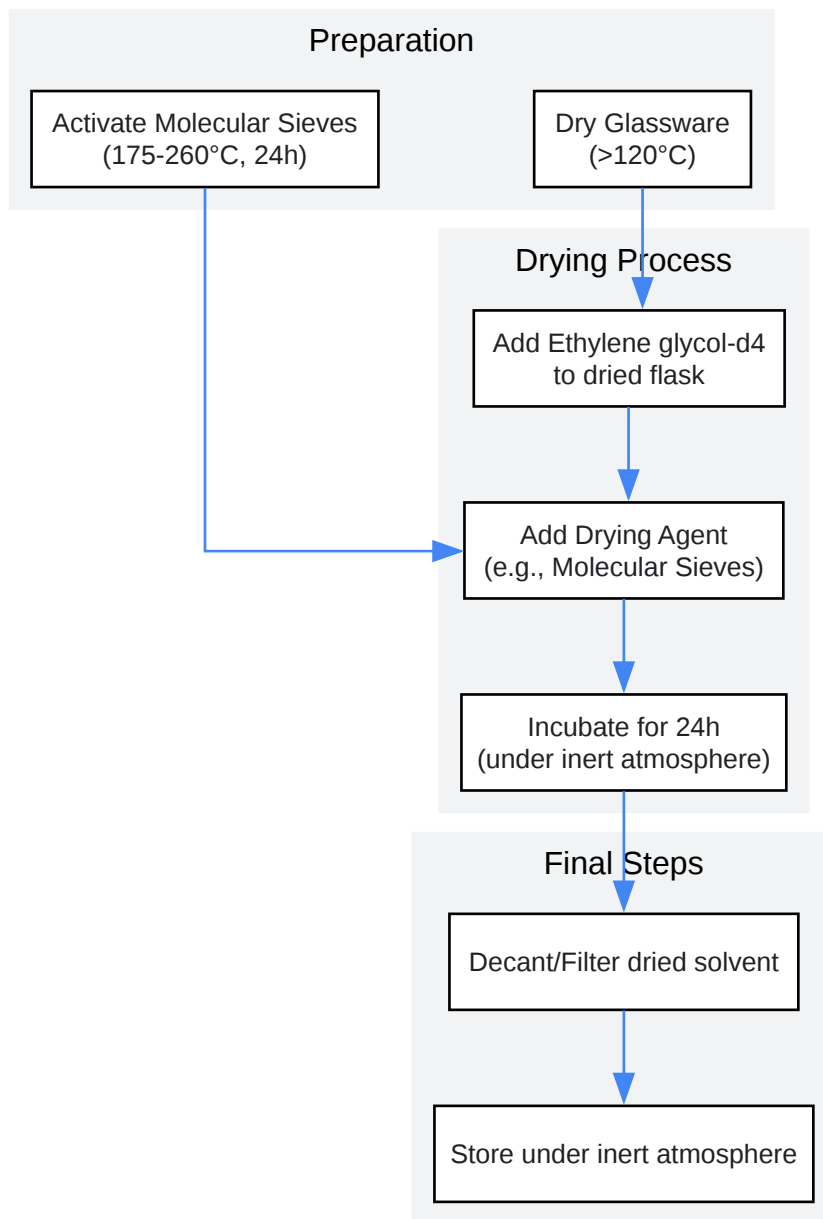 Preparation
Activate Molecular Sieves
(175-260°C, 24h)
Dry Glassware
(>120°C)
Drying Process
Add Ethylene glycol-d4
to dried flask
Add Drying Agent
(e.g., Molecular Sieves)
Incubate for 24h
(under inert atmosphere)
Final Steps
Decant/Filter dried solvent
Store under inert atmosphere